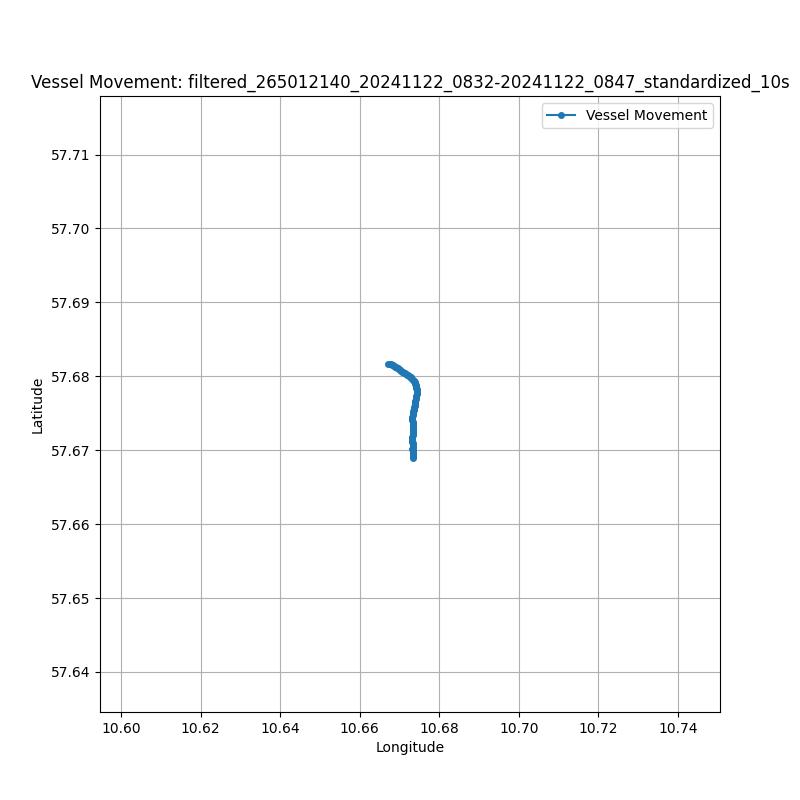 Vessel Movement: filtered_265012140_20241122_0832-20241122_0847_standardized_10s
Vessel Movement
57.71
57.70
57.69
57.68
57.67
57.66
57.65
57.64
Latitude
10.60 10.62 10.64 10.66 10.68 10.70 10.72 10.74
Longitude